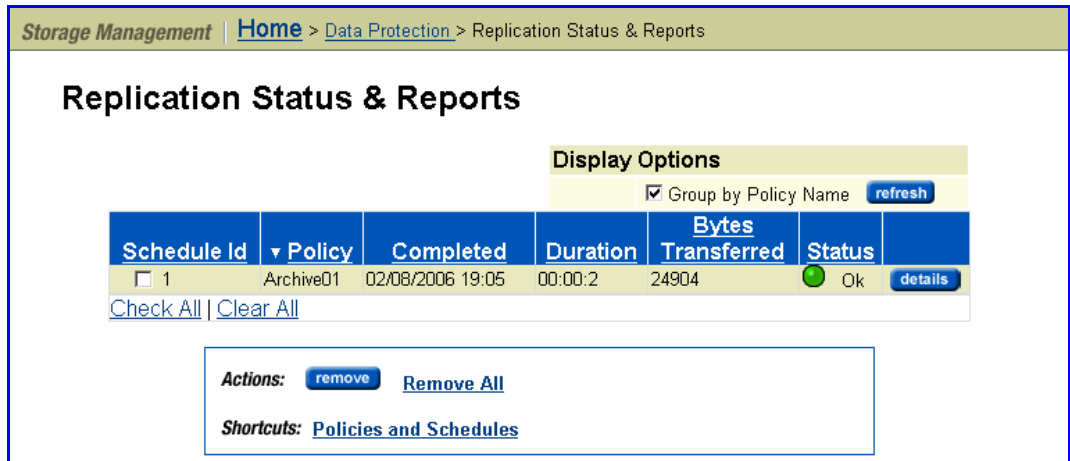 Storage Management | Home > Data Protection > Replication Status & Reports
Replication Status & Reports
Display Options
Group by Policy Name refresh
Schedule Id ▼ Policy Completed Duration Bytes Transferred Status
1 Archive01 02/08/2006 19:05 00:00:2 24904 Ok details
Check All | Clear All
Actions: remove Remove All
Shortcuts: Policies and Schedules